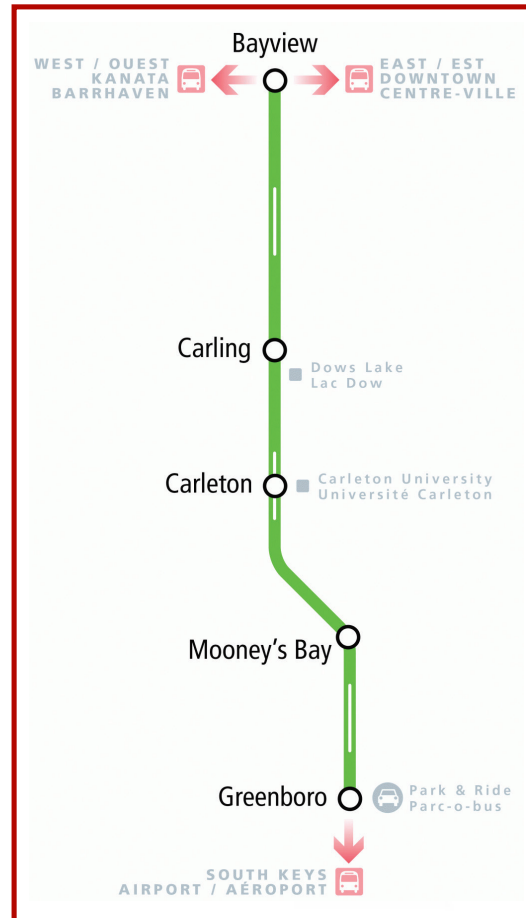 Bayview
WEST / OUEST
KANATA
BARRHAVEN
EAST / EST
DOWNTOWN
CENTRE-VILLE
Carling
Dows Lake
Lac Dow
Carleton
Carleton University
Université Carleton
Mooney's Bay
Greenboro
Park & Ride
Parc-o-bus
SOUTH KEYS
AIRPORT / AÉROPORT